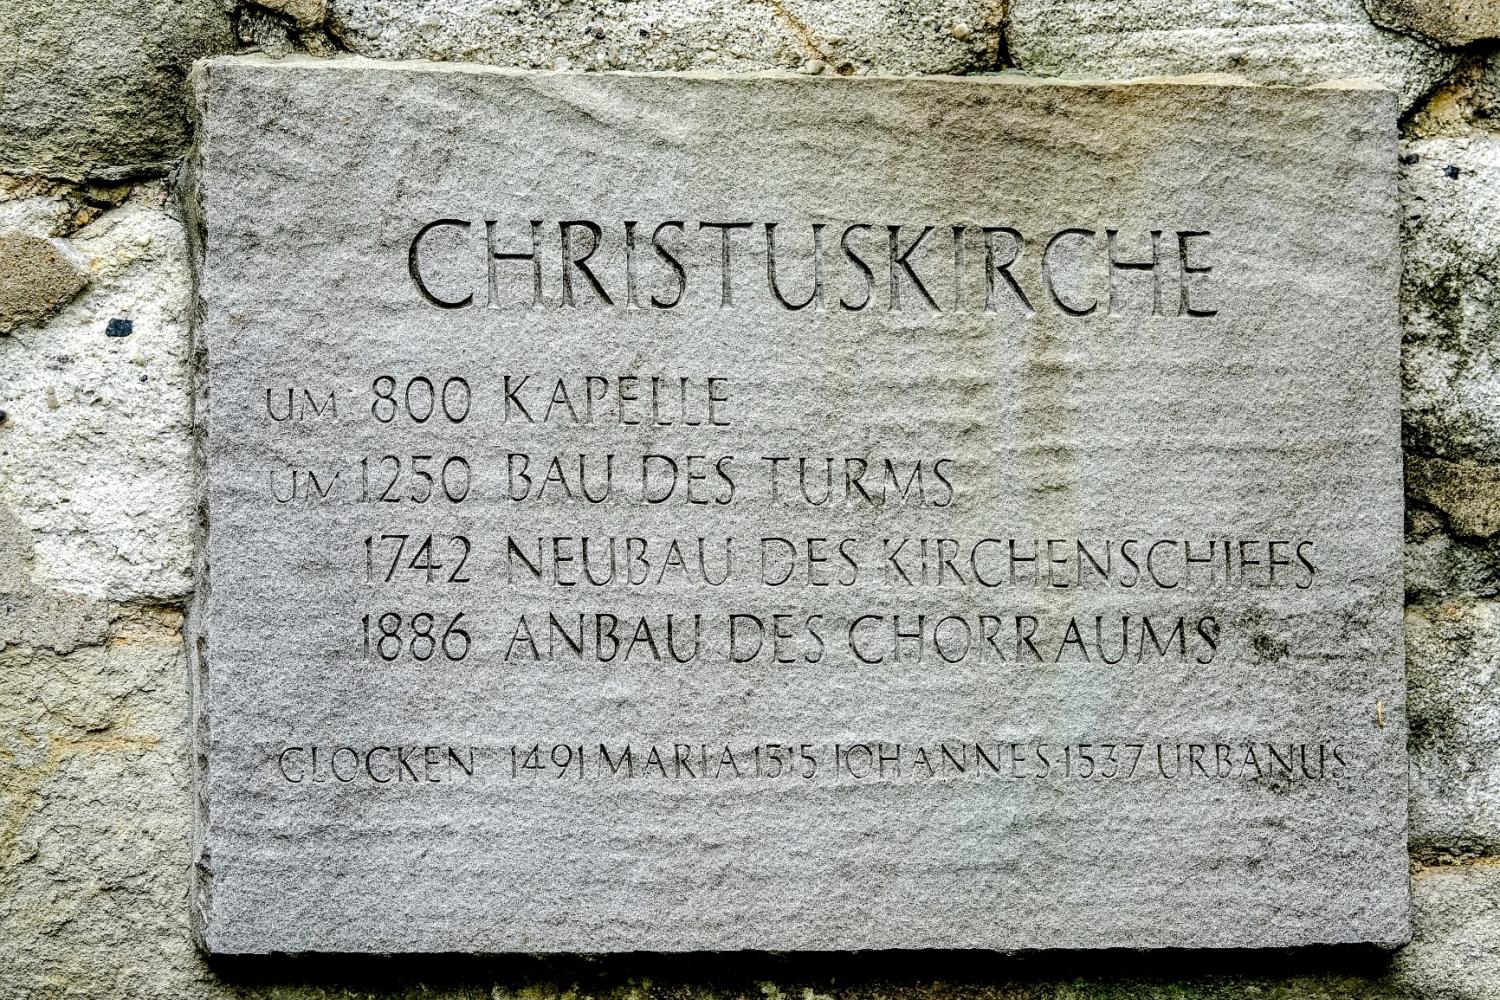 CHRISTUSKIRCHE
UM 800 KAPELLE
UM 1250 BAU DES TURMS
1742 NEUBAU DES KIRCHENSCHIFFS
1886 ANBAU DES CHORRAUMS
GLOCKEN 1491 MARIA 1515 JOHANNES 1537 URBANUS